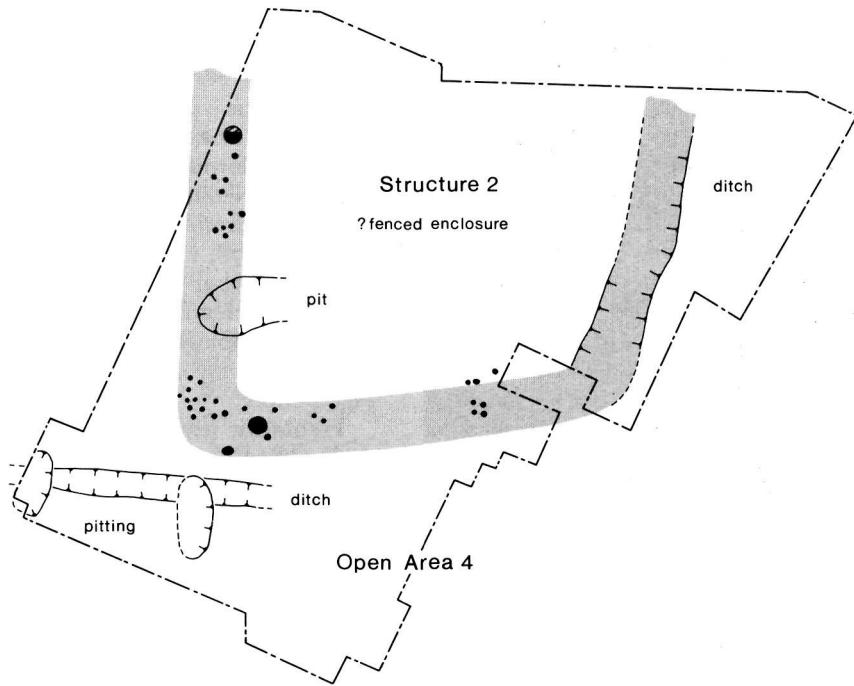 Structure 2
? fenced enclosure
ditch
pit
ditch
pitting
Open Area 4